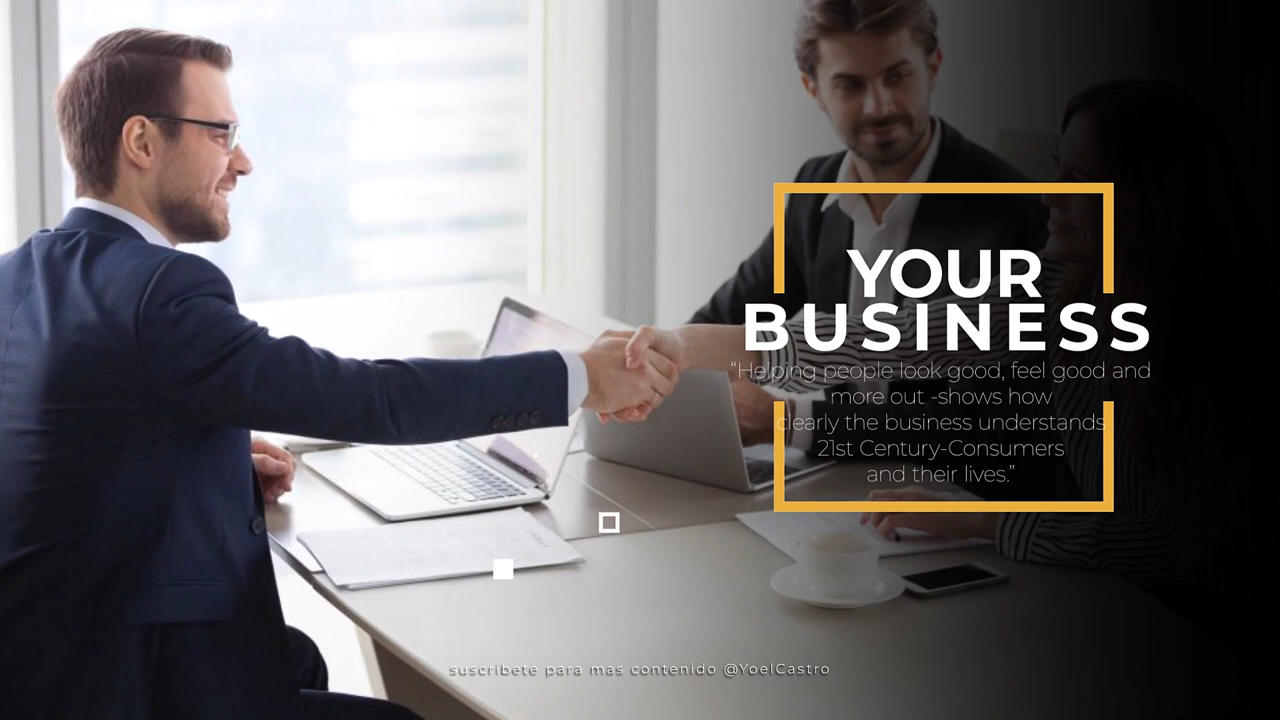 YOUR
BUSINESS
“Helping people look good, feel good and
more out -shows how
clearly the business understands
21st Century-Consumers
and their lives.”
suscribete para mas contenido @YoelCastro